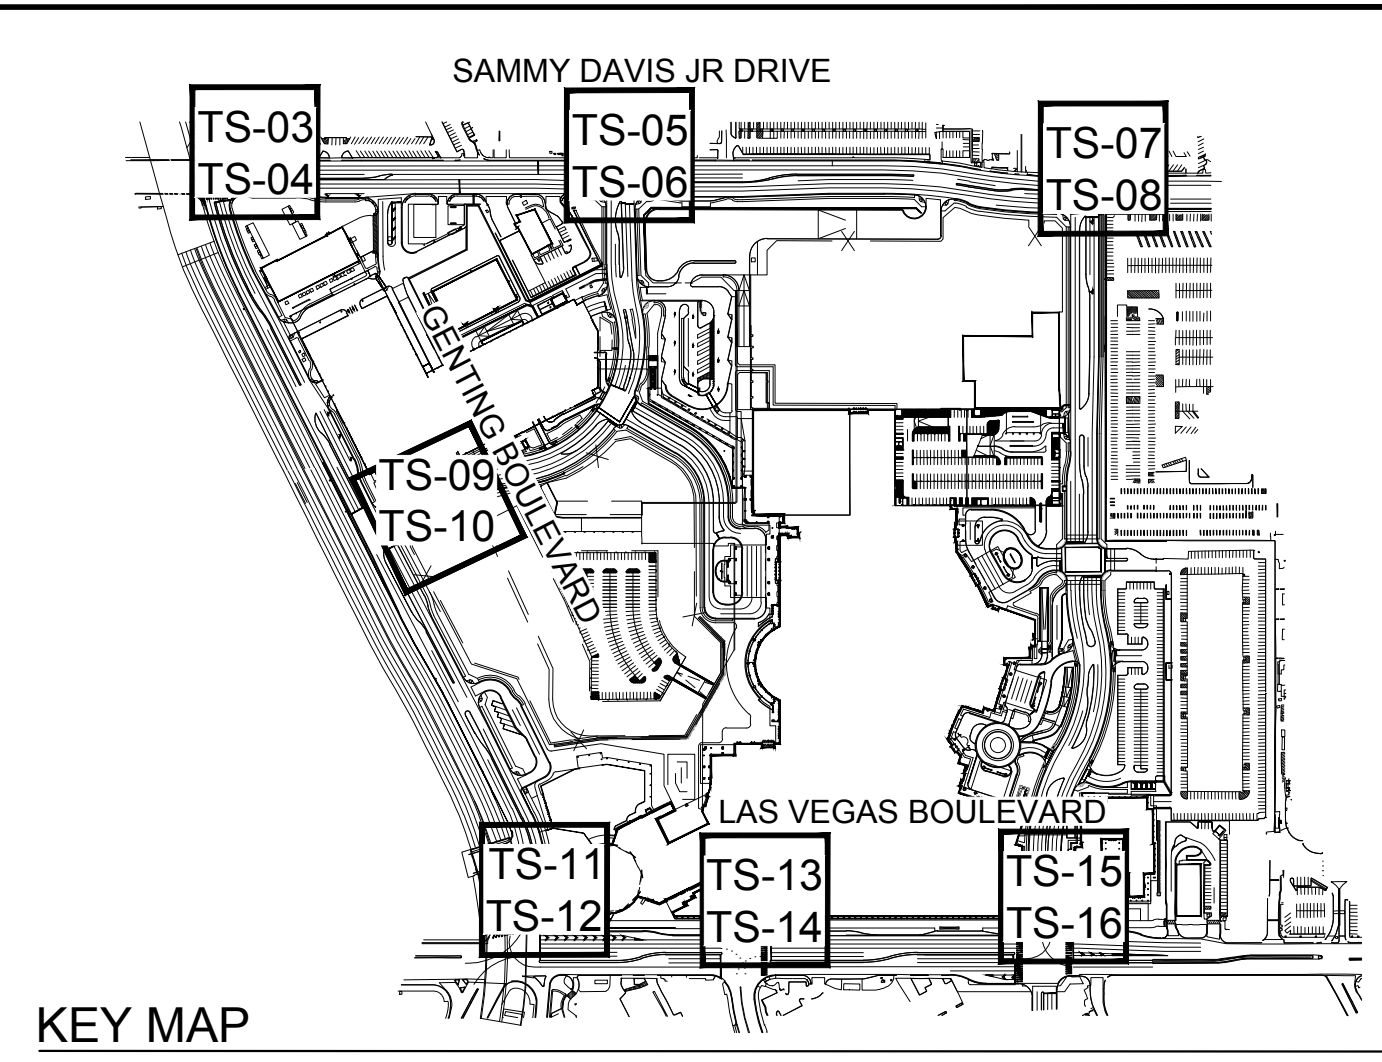 SAMMY DAVIS JR DRIVE
TS-03
TS-04
TS-05
TS-06
TS-07
TS-08
GENTING BOULEVARD
TS-09
TS-10
LAS VEGAS BOULEVARD
TS-11
TS-12
TS-13
TS-14
TS-15
TS-16
KEY MAP